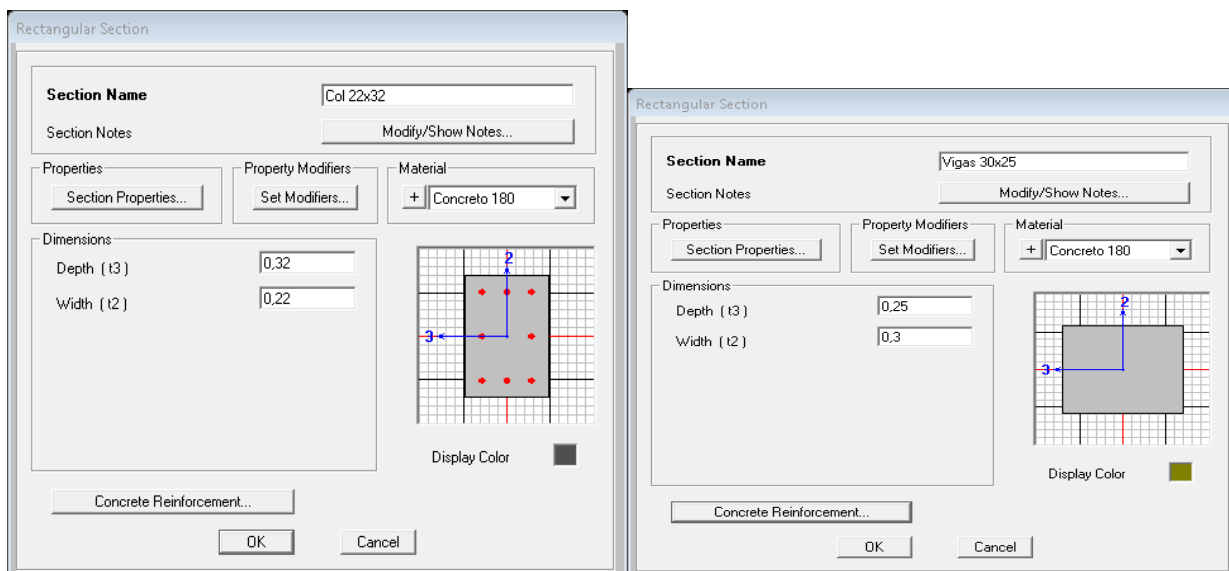 Rectangular Section
Section Name Col 22x32
Section Notes Modify/Show Notes...
Properties Property Modifiers Material
Section Properties... Set Modifiers... + Concreto 180
Dimensions
Depth ( t3 ) 0,32
Width ( t2 ) 0,22
2
3
Display Color
Concrete Reinforcement...
OK Cancel
Rectangular Section
Section Name Vigas 30x25
Section Notes Modify/Show Notes...
Properties Property Modifiers Material
Section Properties... Set Modifiers... + Concreto 180
Dimensions
Depth ( t3 ) 0,25
Width ( t2 ) 0,3
2
3
Display Color
Concrete Reinforcement...
OK Cancel